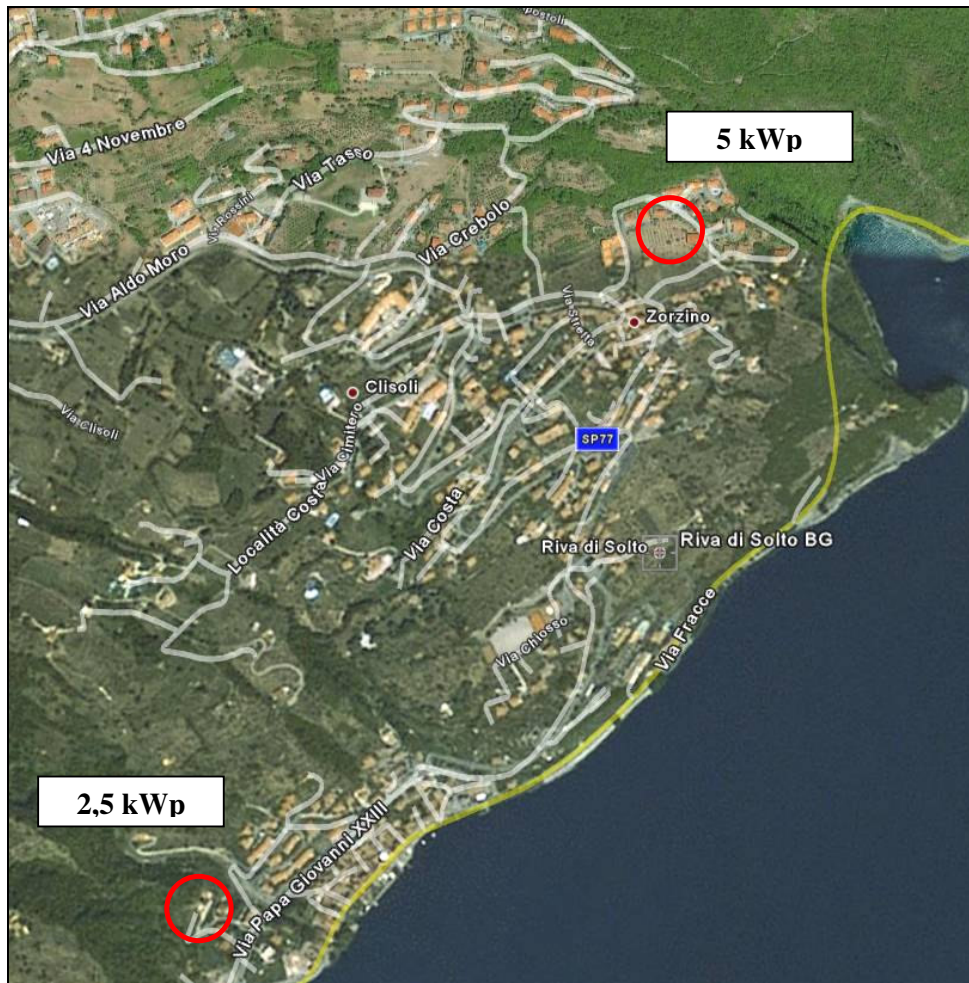 postoli
5 kWp
Via 4 Novembre
Via Tasso
Via Rossini
Via Crebolo
Via Aldo Moro
Via Stretta
Zorzino
Clisoli
Via Clisoli
Via Cimitero
SP77
Località Costa
Via Costa
Riva di Solto
Riva di Solto BG
Via Fracce
Via Chiosso
2,5 kWp
Via Papa Giovanni XXIII